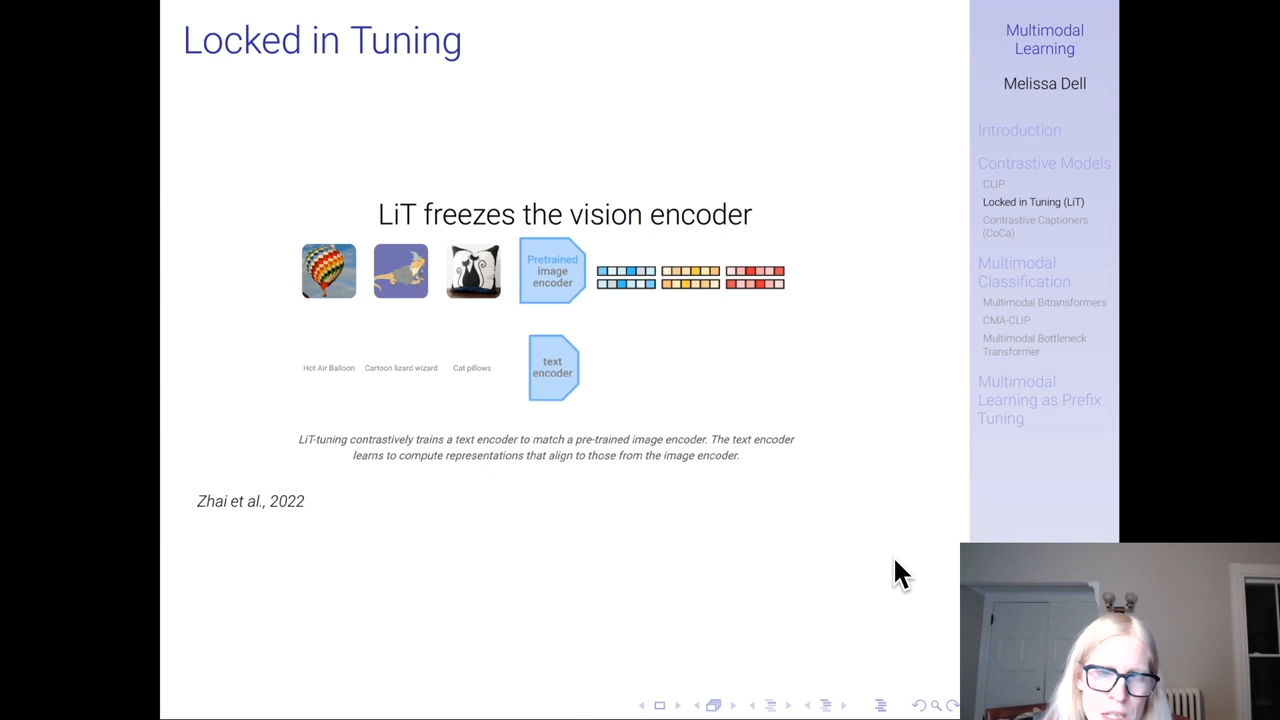 Locked in Tuning
LiT freezes the vision encoder
Pretrained
image
encoder
Hot Air Balloon
Cartoon lizard wizard
Cat pillows
text
encoder
LiT-tuning contrastively trains a text encoder to match a pre-trained image encoder. The text encoder
learns to compute representations that align to those from the image encoder.
Zhai et al., 2022
Multimodal
Learning
Melissa Dell
Introduction
Contrastive Models
CLIP
Locked in Tuning (LiT)
Contrastive Captioners
(CoCa)
Multimodal
Classification
Multimodal Bitransformers
CMA-CLIP
Multimodal Bottleneck
Transformer
Multimodal
Learning as Prefix
Tuning